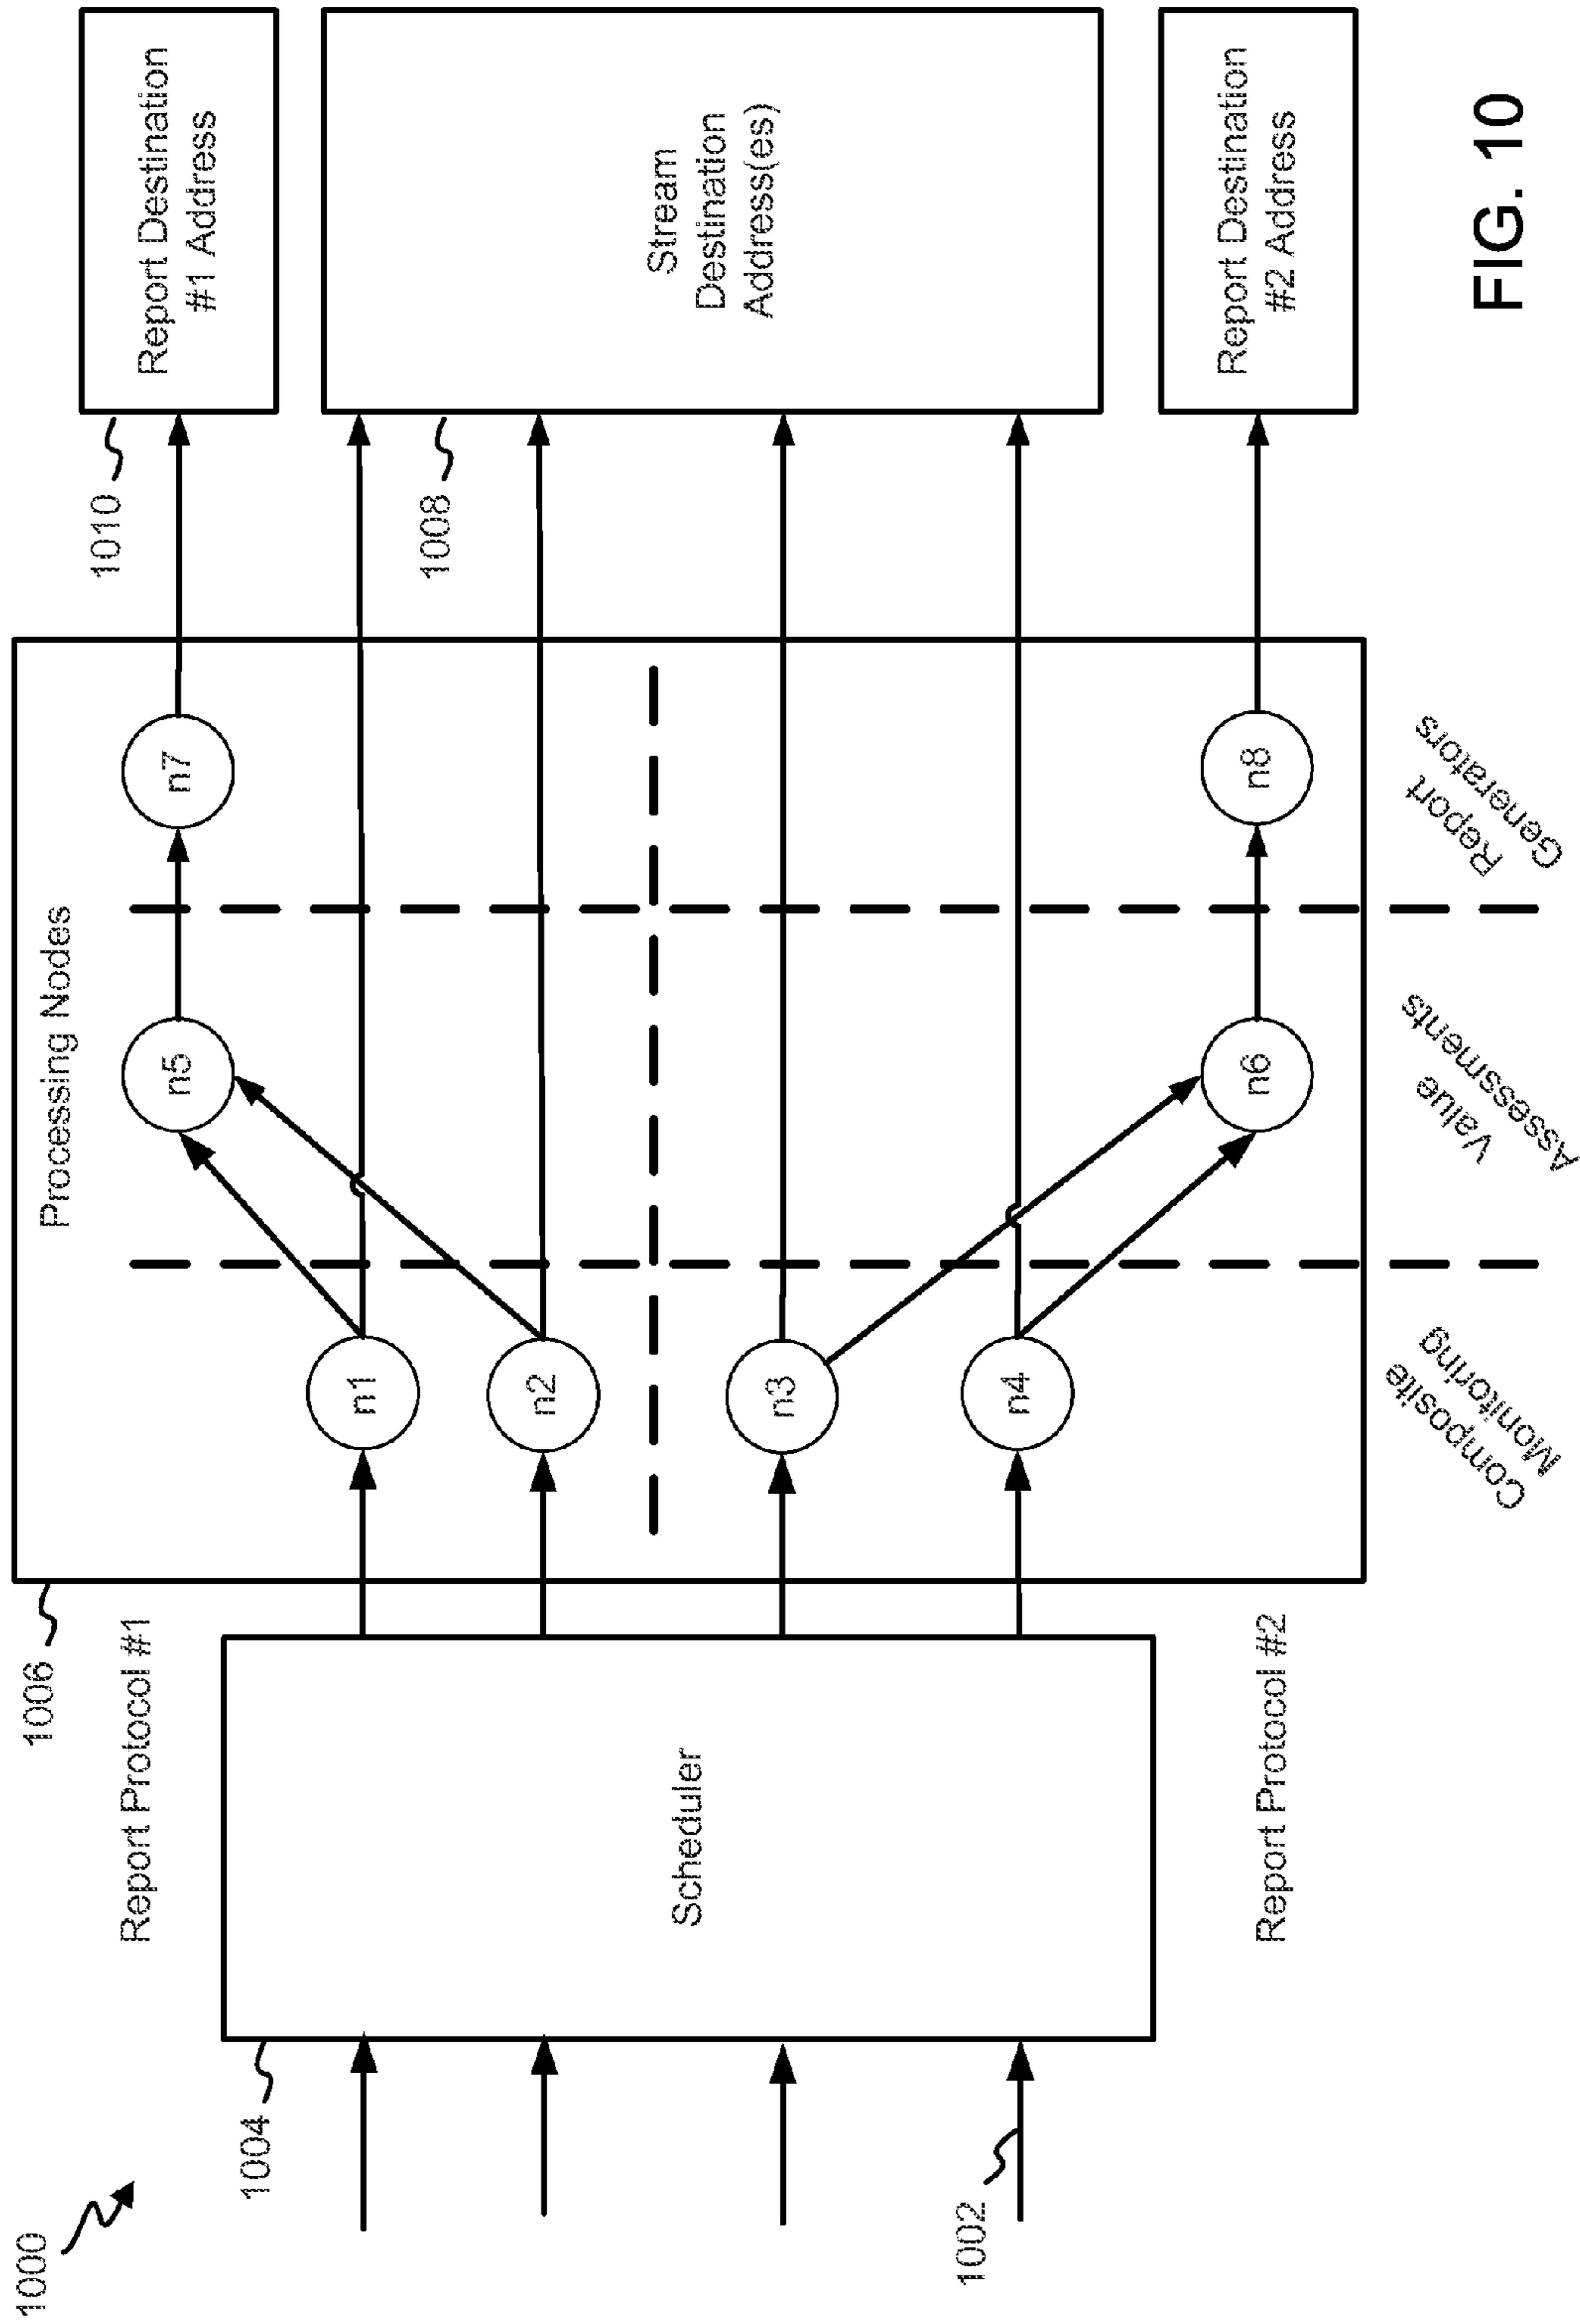 1000
1002
1004
Scheduler
Report Protocol #1
Report Protocol #2
1006
Processing Nodes
n1
n2
n3
n4
n5
n6
n7
n8
Composite
Monitoring
Value
Assessments
Report
Generators
1010
Report Destination
#1 Address
1008
Stream
Destination
Address(es)
Report Destination
#2 Address
FIG. 10